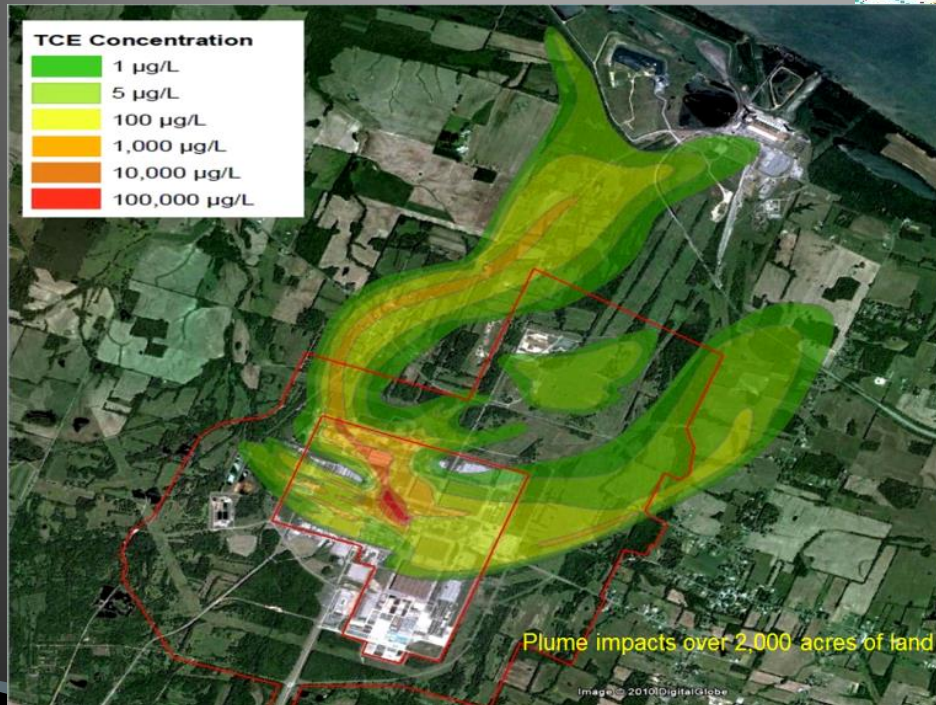 TCE Concentration
1 µg/L
5 µg/L
100 µg/L
1,000 µg/L
10,000 µg/L
100,000 µg/L
Plume impacts over 2,000 acres of land
Image © 2010 DigitalGlobe